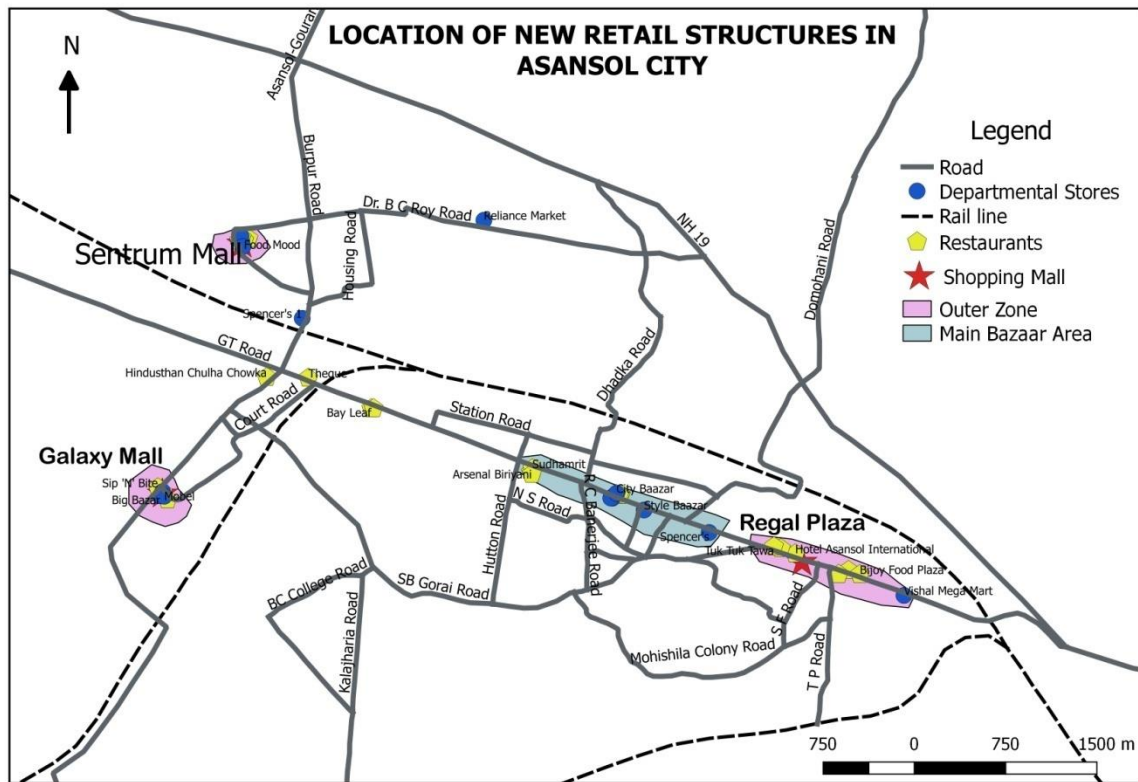 LOCATION OF NEW RETAIL STRUCTURES IN
ASANSOL CITY
N
Asansol-Gouran
Burpur Road
Legend
Road
Departmental Stores
Rail line
Restaurants
Shopping Mall
Outer Zone
Main Bazaar Area
Dr. B C Roy Road
Reliance Market
NH 19
Domohani Road
Housing Road
Sentrum Mall
Food Mood
Spencer's 1
GT Road
Hindusthan Chulha Chowka
Theque
Court Road
Bay Leaf
Station Road
Dhadka Road
Galaxy Mall
Sip 'N' Bite
Big Bazar
Mobel
Arsenal Biriyani
Sudhamrit
City Baazar
Style Baazar
Spencer's
N S Road
R C Banerjee Road
Hutton Road
Regal Plaza
Tuk Tuk Tawa
Hotel Asansol International
Bijoy Food Plaza
Vishal Mega Mart
BC College Road
SB Gorai Road
Kalajharia Road
S E Road
Mohishila Colony Road
T P Road
750 0 750 1500 m